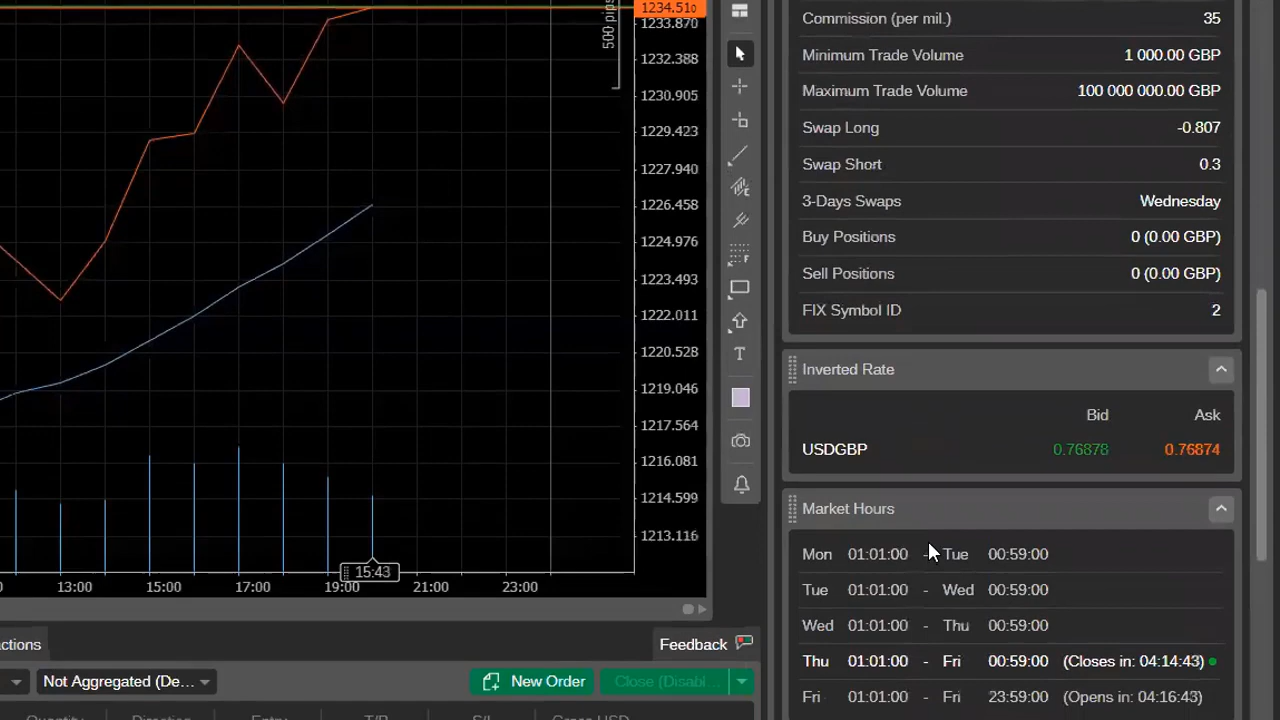 1234.510
1233.870
500 pips
1232.388
1230.905
1229.423
1227.940
1226.458
1224.976
1223.493
1222.011
1220.528
1219.046
1217.564
1216.081
1214.599
1213.116
15:43
13:00 15:00 17:00 19:00 21:00 23:00
E
F
T
Commission (per mil.) 35
Minimum Trade Volume 1 000.00 GBP
Maximum Trade Volume 100 000 000.00 GBP
Swap Long -0.807
Swap Short 0.3
3-Days Swaps Wednesday
Buy Positions 0 (0.00 GBP)
Sell Positions 0 (0.00 GBP)
FIX Symbol ID 2
Inverted Rate
Bid Ask
USDGBP 0.76878 0.76874
Market Hours
Mon 01:01:00 - Tue 00:59:00
Tue 01:01:00 - Wed 00:59:00
Wed 01:01:00 - Thu 00:59:00
Thu 01:01:00 - Fri 00:59:00 (Closes in: 04:14:43)
Fri 01:01:00 - Fri 23:59:00 (Opens in: 04:16:43)
actions
Feedback
Not Aggregated (De...
New Order
Close (Disabl...
Quantity Direction Entry T/P S/L Gross USD